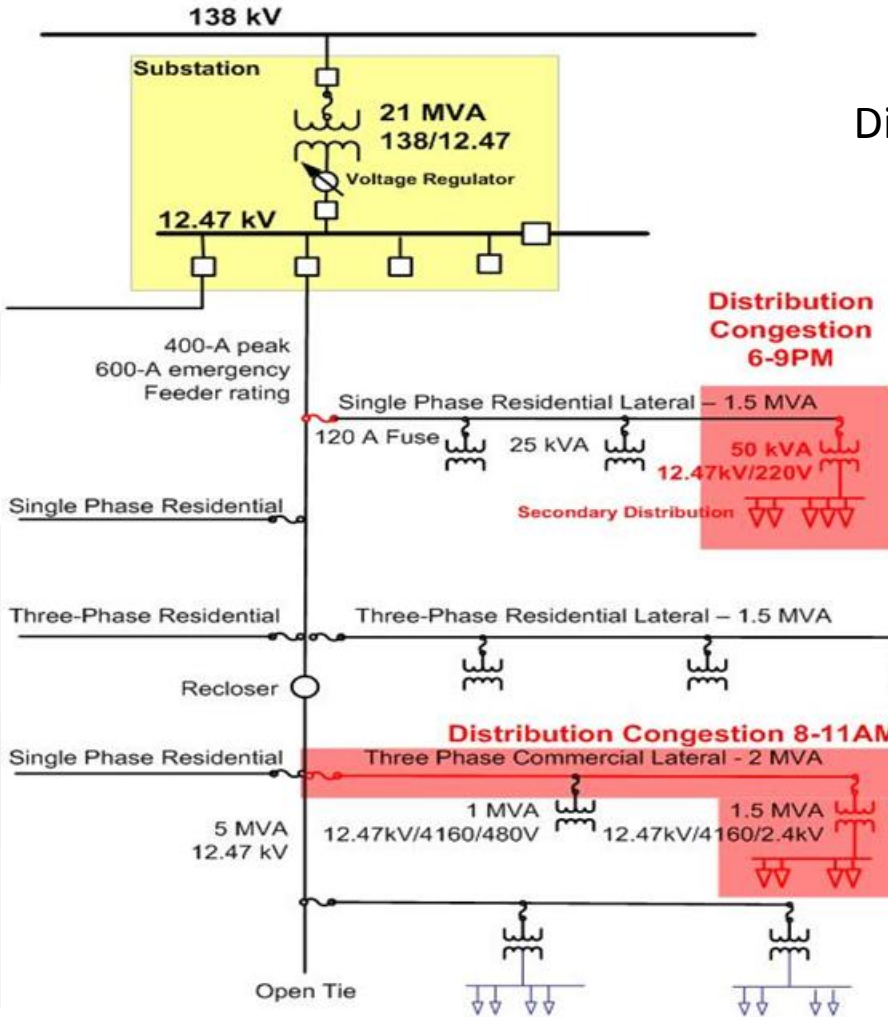 138 kV
Substation
21 MVA
138/12.47
Di
Voltage Regulator
12.47 kV
Distribution
Congestion
6-9PM
400-A peak
600-A emergency
Feeder rating
Single Phase Residential Lateral – 1.5 MVA
120 A Fuse
25 kVA
50 kVA
12.47kV/220V
Single Phase Residential
Secondary Distribution
Three-Phase Residential
Three-Phase Residential Lateral – 1.5 MVA
Recloser
Distribution Congestion 8-11AM
Single Phase Residential
Three Phase Commercial Lateral - 2 MVA
1 MVA
12.47kV/4160/480V
1.5 MVA
12.47kV/4160/2.4kV
5 MVA
12.47 kV
Open Tie